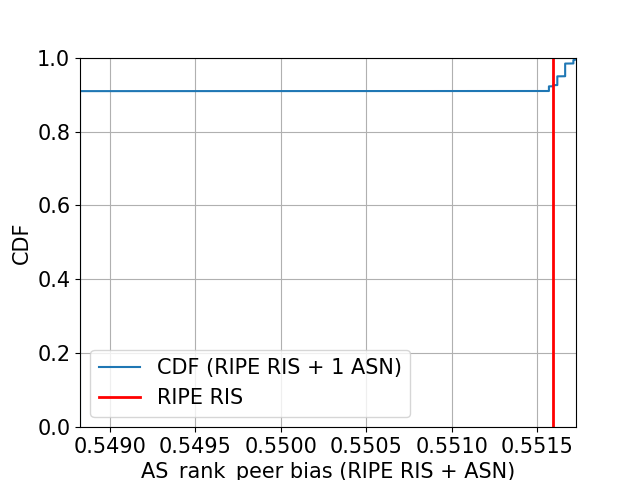 1.0
0.8
0.6
0.4
0.2
0.0
CDF
CDF (RIPE RIS + 1 ASN)
RIPE RIS
0.5490 0.5495 0.5500 0.5505 0.5510 0.5515
AS_rank_peer bias (RIPE RIS + ASN)